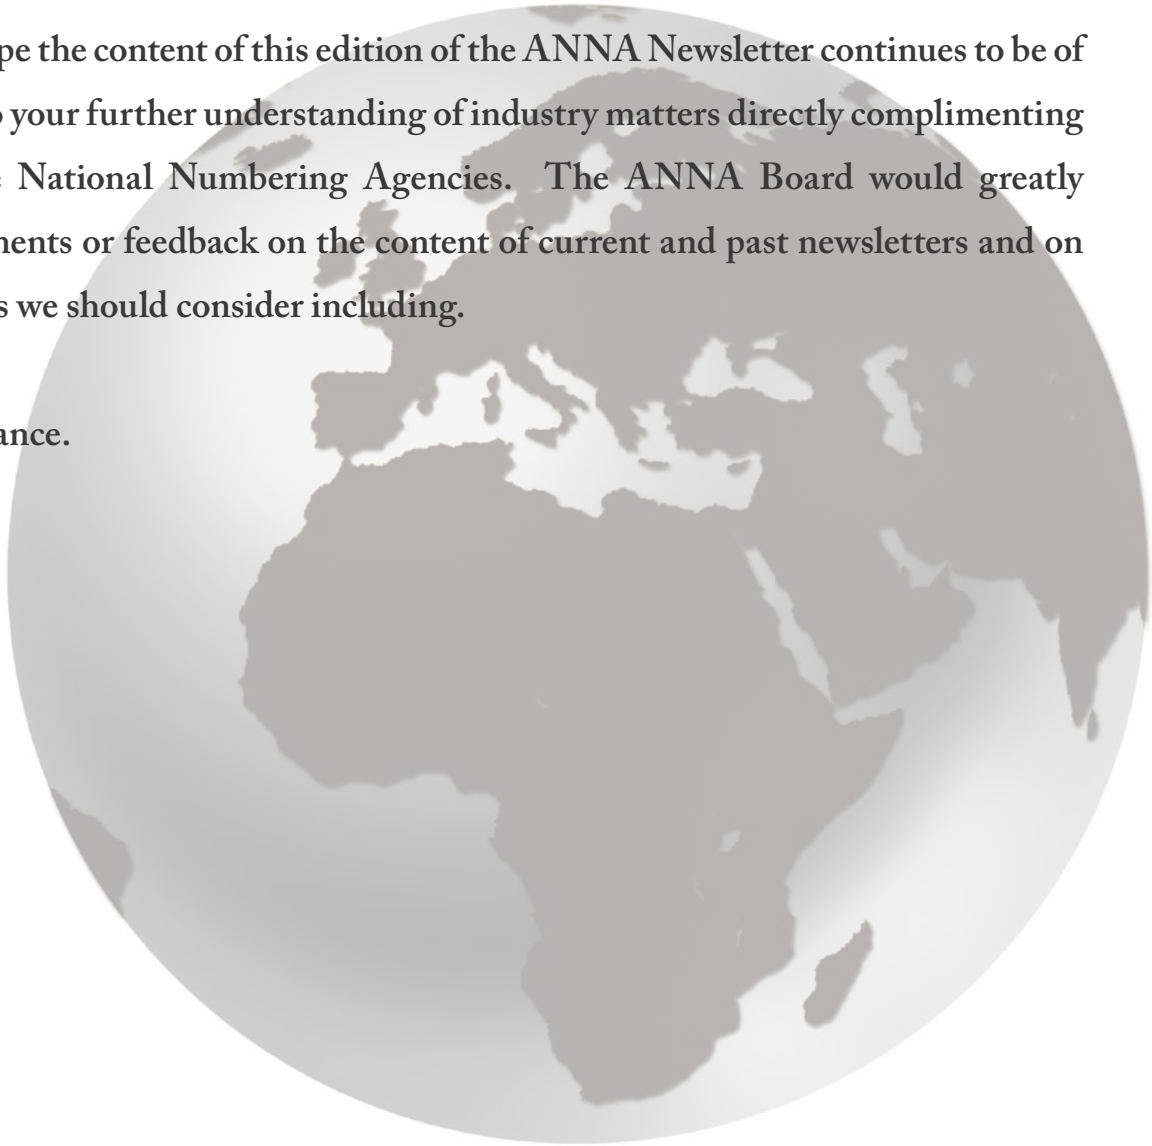 pe the content of this edition of the ANNA Newsletter continues to be of
your further understanding of industry matters directly complimenting
National Numbering Agencies. The ANNA Board would greatly
ments or feedback on the content of current and past newsletters and on
s we should consider including.
ance.